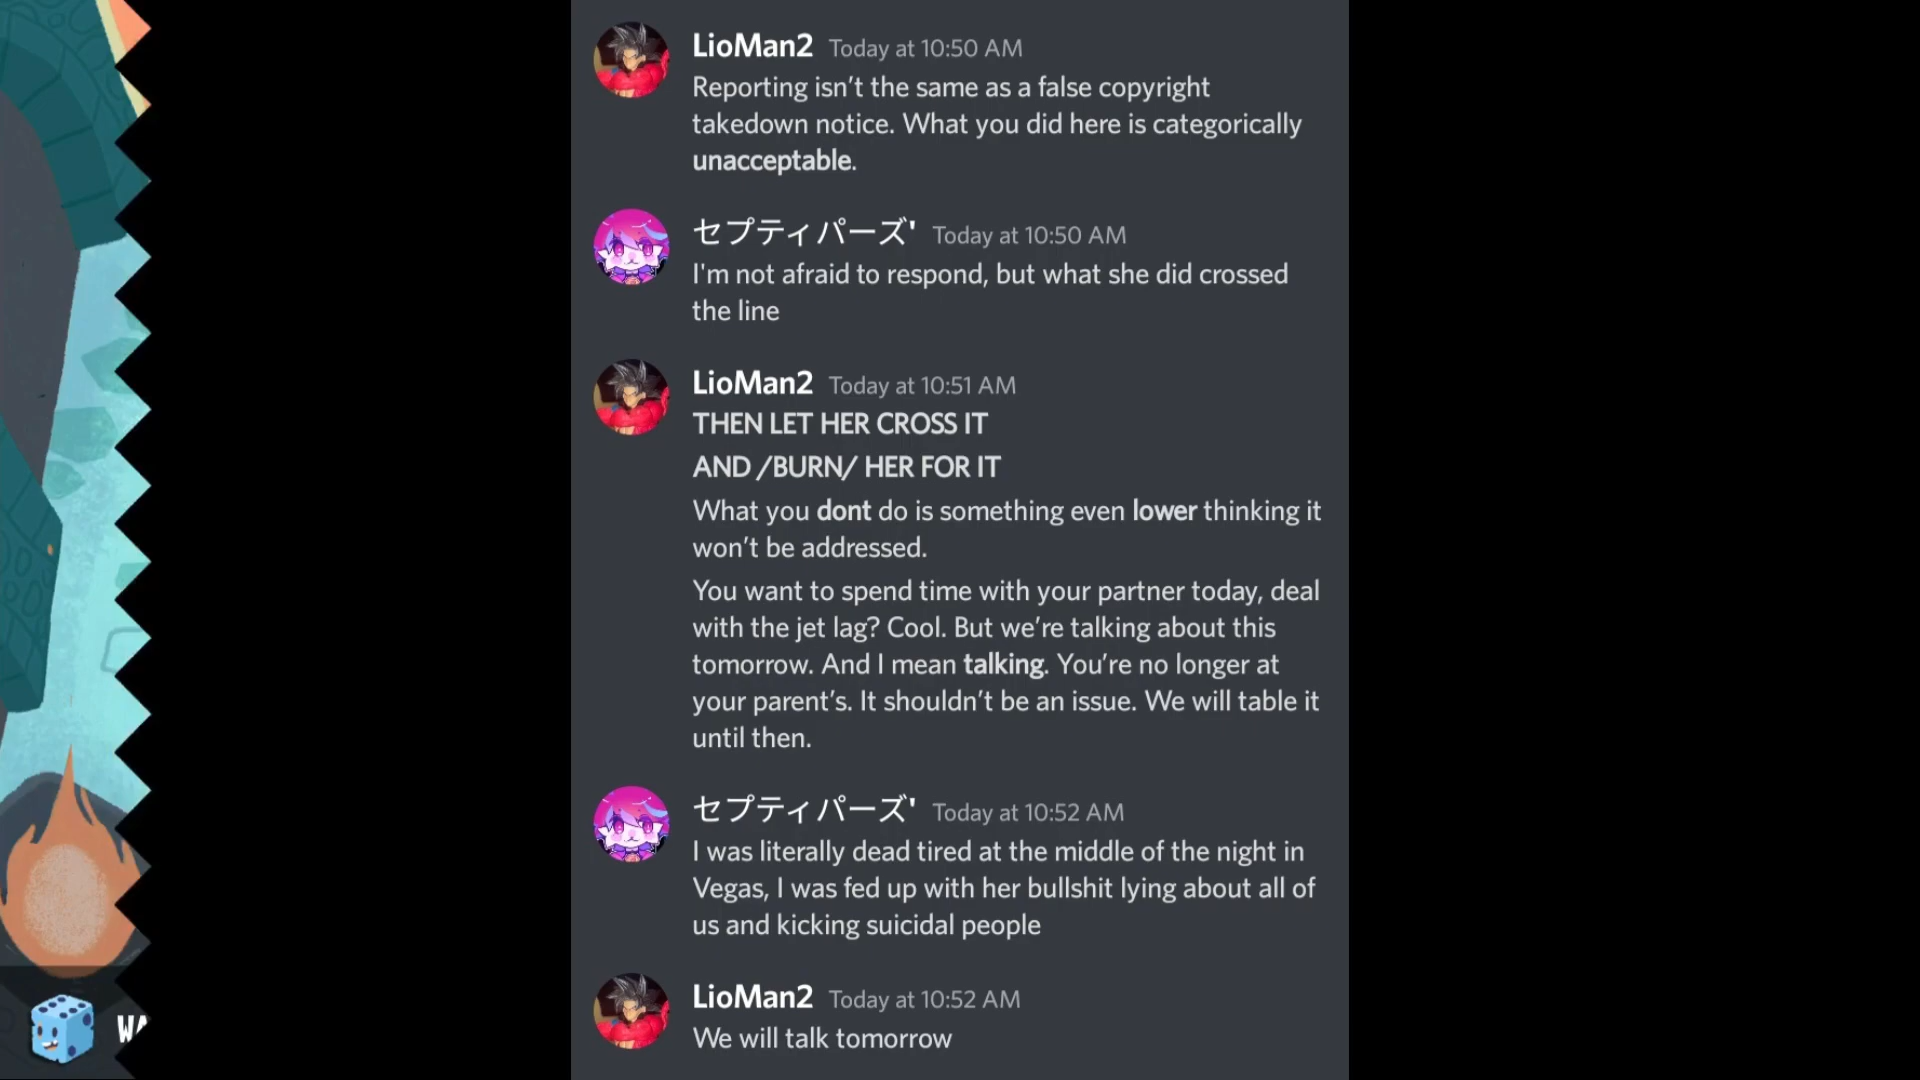 LioMan2 Today at 10:50 AM
Reporting isn’t the same as a false copyright
takedown notice. What you did here is categorically
unacceptable.
セプティパーズ' Today at 10:50 AM
I'm not afraid to respond, but what she did crossed
the line
LioMan2 Today at 10:51 AM
THEN LET HER CROSS IT
AND /BURN/ HER FOR IT
What you dont do is something even lower thinking it
won’t be addressed.
You want to spend time with your partner today, deal
with the jet lag? Cool. But we’re talking about this
tomorrow. And I mean talking. You’re no longer at
your parent’s. It shouldn’t be an issue. We will table it
until then.
セプティパーズ' Today at 10:52 AM
I was literally dead tired at the middle of the night in
Vegas, I was fed up with her bullshit lying about all of
us and kicking suicidal people
LioMan2 Today at 10:52 AM
We will talk tomorrow